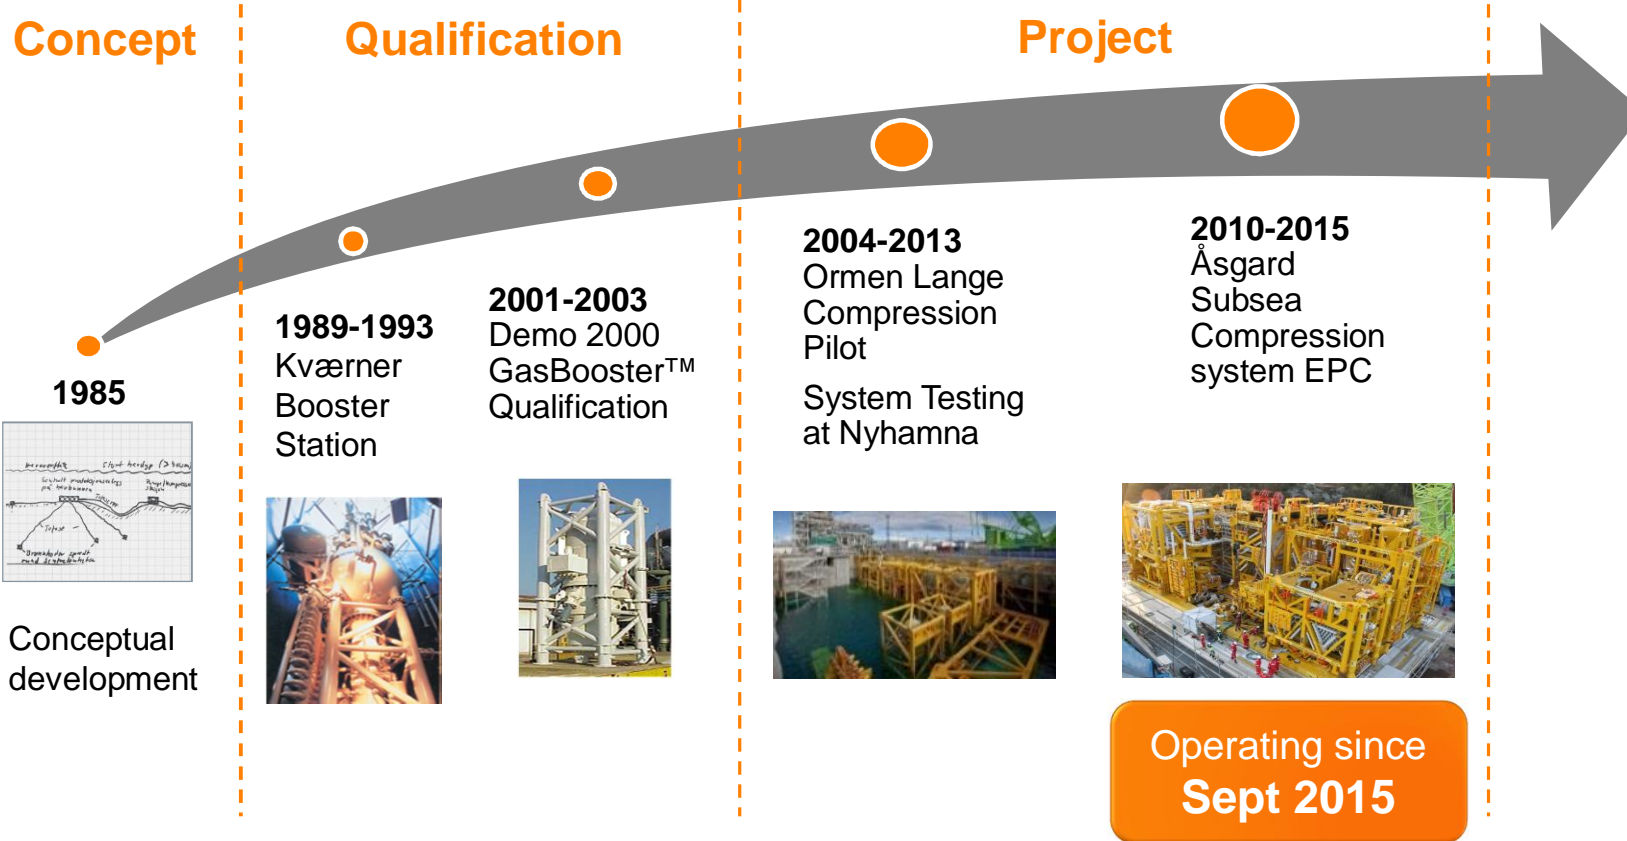 Concept
Qualification
Project
1985
Conceptual
development
1989-1993
Kværner
Booster
Station
2001-2003
Demo 2000
GasBooster™
Qualification
2004-2013
Ormen Lange
Compression
Pilot
System Testing
at Nyhamna
2010-2015
Åsgard
Subsea
Compression
system EPC
Operating since
Sept 2015